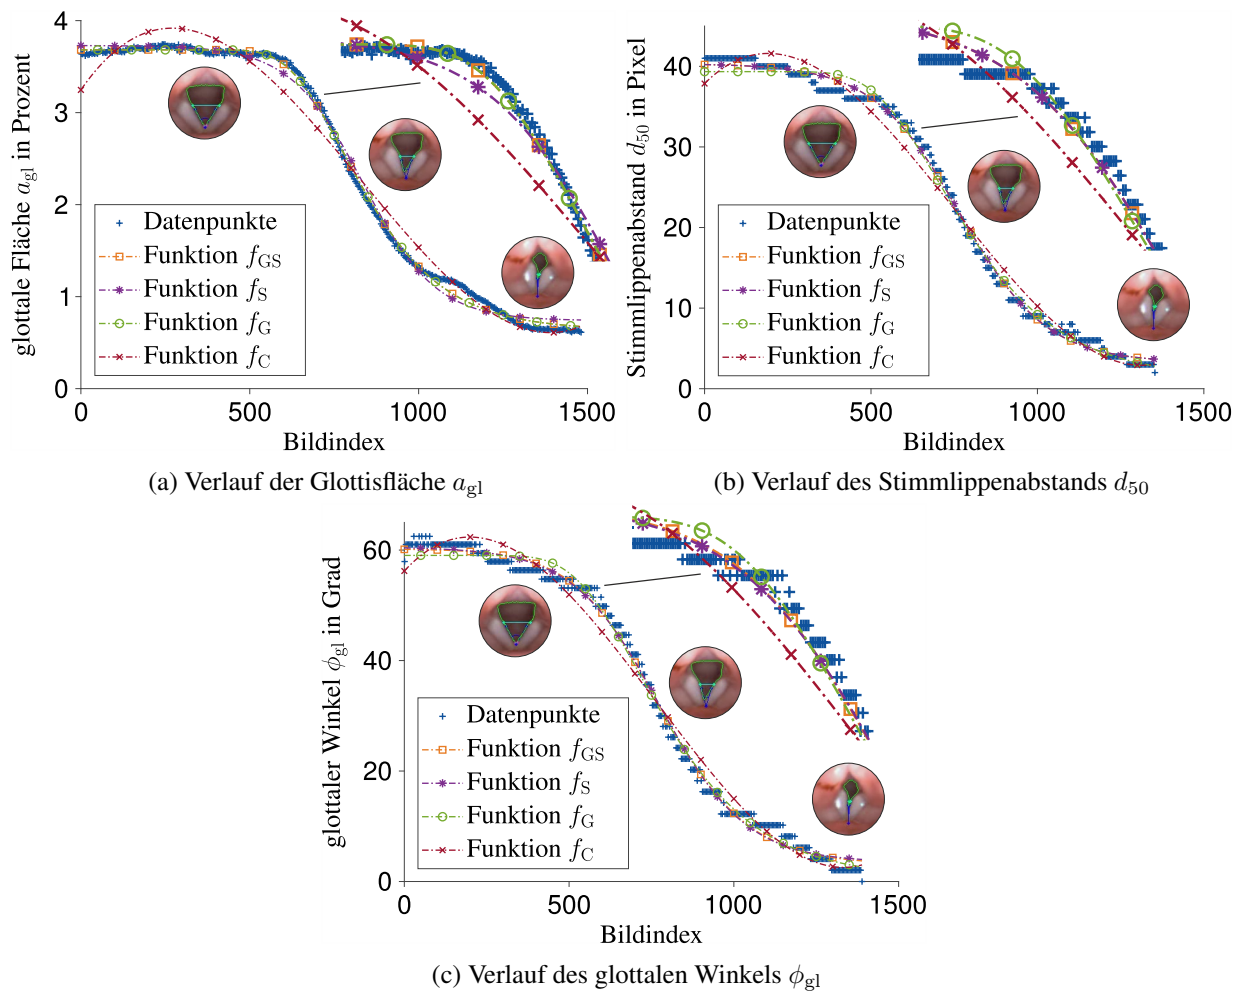 glottale Fläche a_gl in Prozent
4
3
2
1
0
0 500 1000 1500
Datenpunkte
Funktion f_GS
Funktion f_S
Funktion f_G
Funktion f_C
Bildindex
(a) Verlauf der Glottisfläche a_gl
Stimmlippenabstand d_50 in Pixel
40
30
20
10
0
0 500 1000 1500
Datenpunkte
Funktion f_GS
Funktion f_S
Funktion f_G
Funktion f_C
Bildindex
(b) Verlauf des Stimmlippenabstands d_50
glottaler Winkel ϕ_gl in Grad
60
40
20
0
0 500 1000 1500
Datenpunkte
Funktion f_GS
Funktion f_S
Funktion f_G
Funktion f_C
Bildindex
(c) Verlauf des glottalen Winkels ϕ_gl